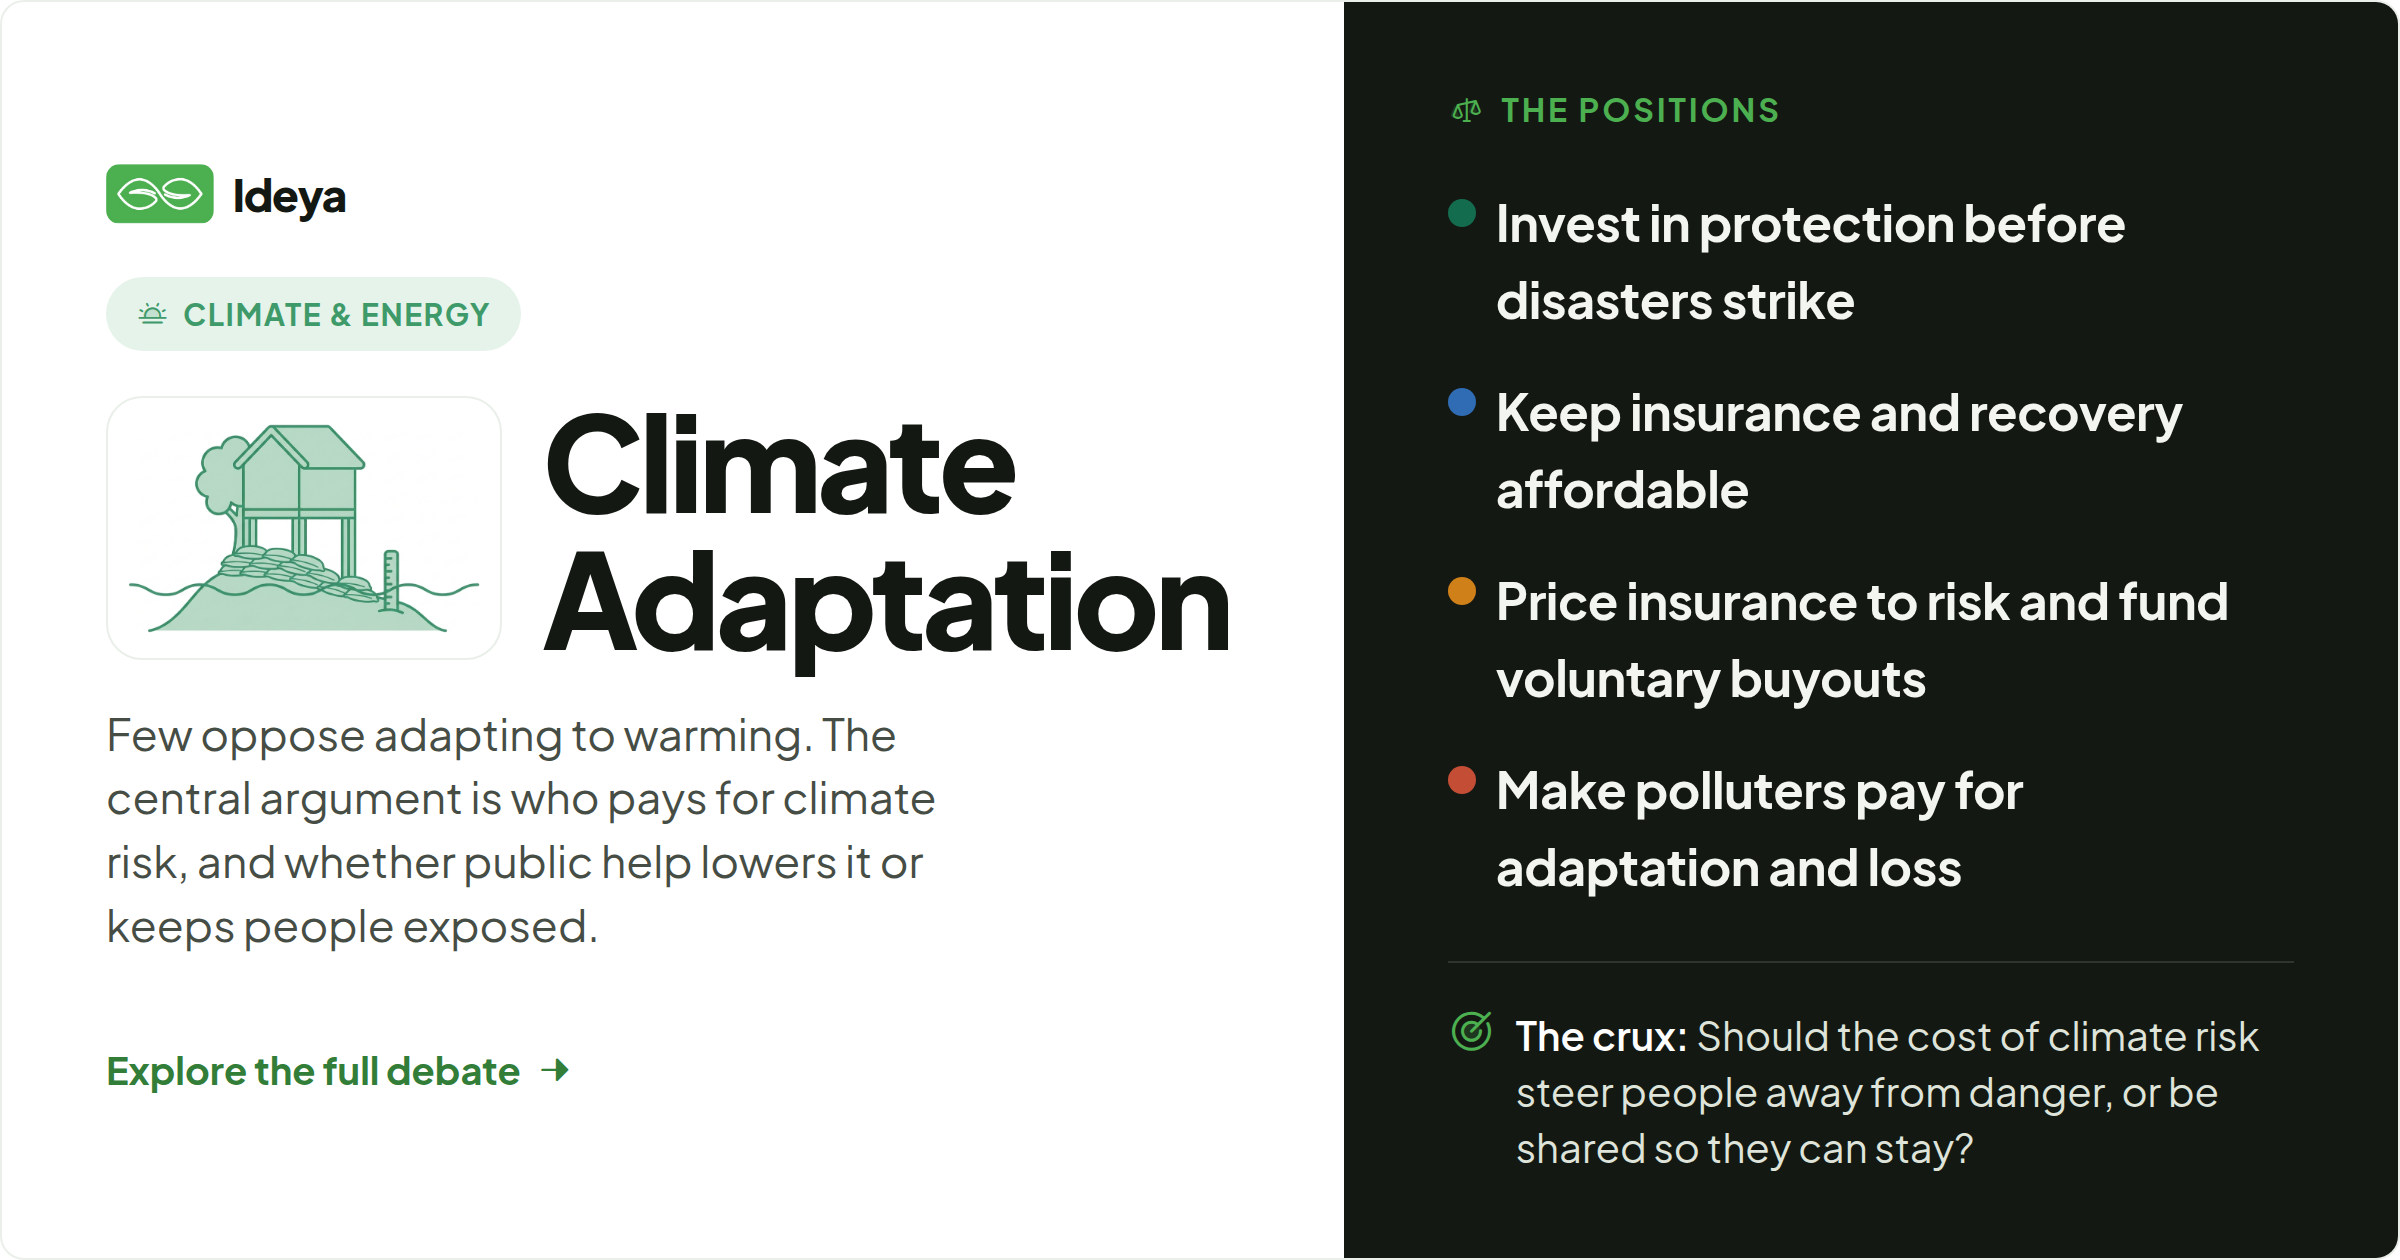 Ideya
CLIMATE & ENERGY
Climate
Adaptation
Few oppose adapting to warming. The
central argument is who pays for climate
risk, and whether public help lowers it or
keeps people exposed.
Explore the full debate
THE POSITIONS
Invest in protection before
disasters strike
Keep insurance and recovery
affordable
Price insurance to risk and fund
voluntary buyouts
Make polluters pay for
adaptation and loss
The crux: Should the cost of climate risk
steer people away from danger, or be
shared so they can stay?